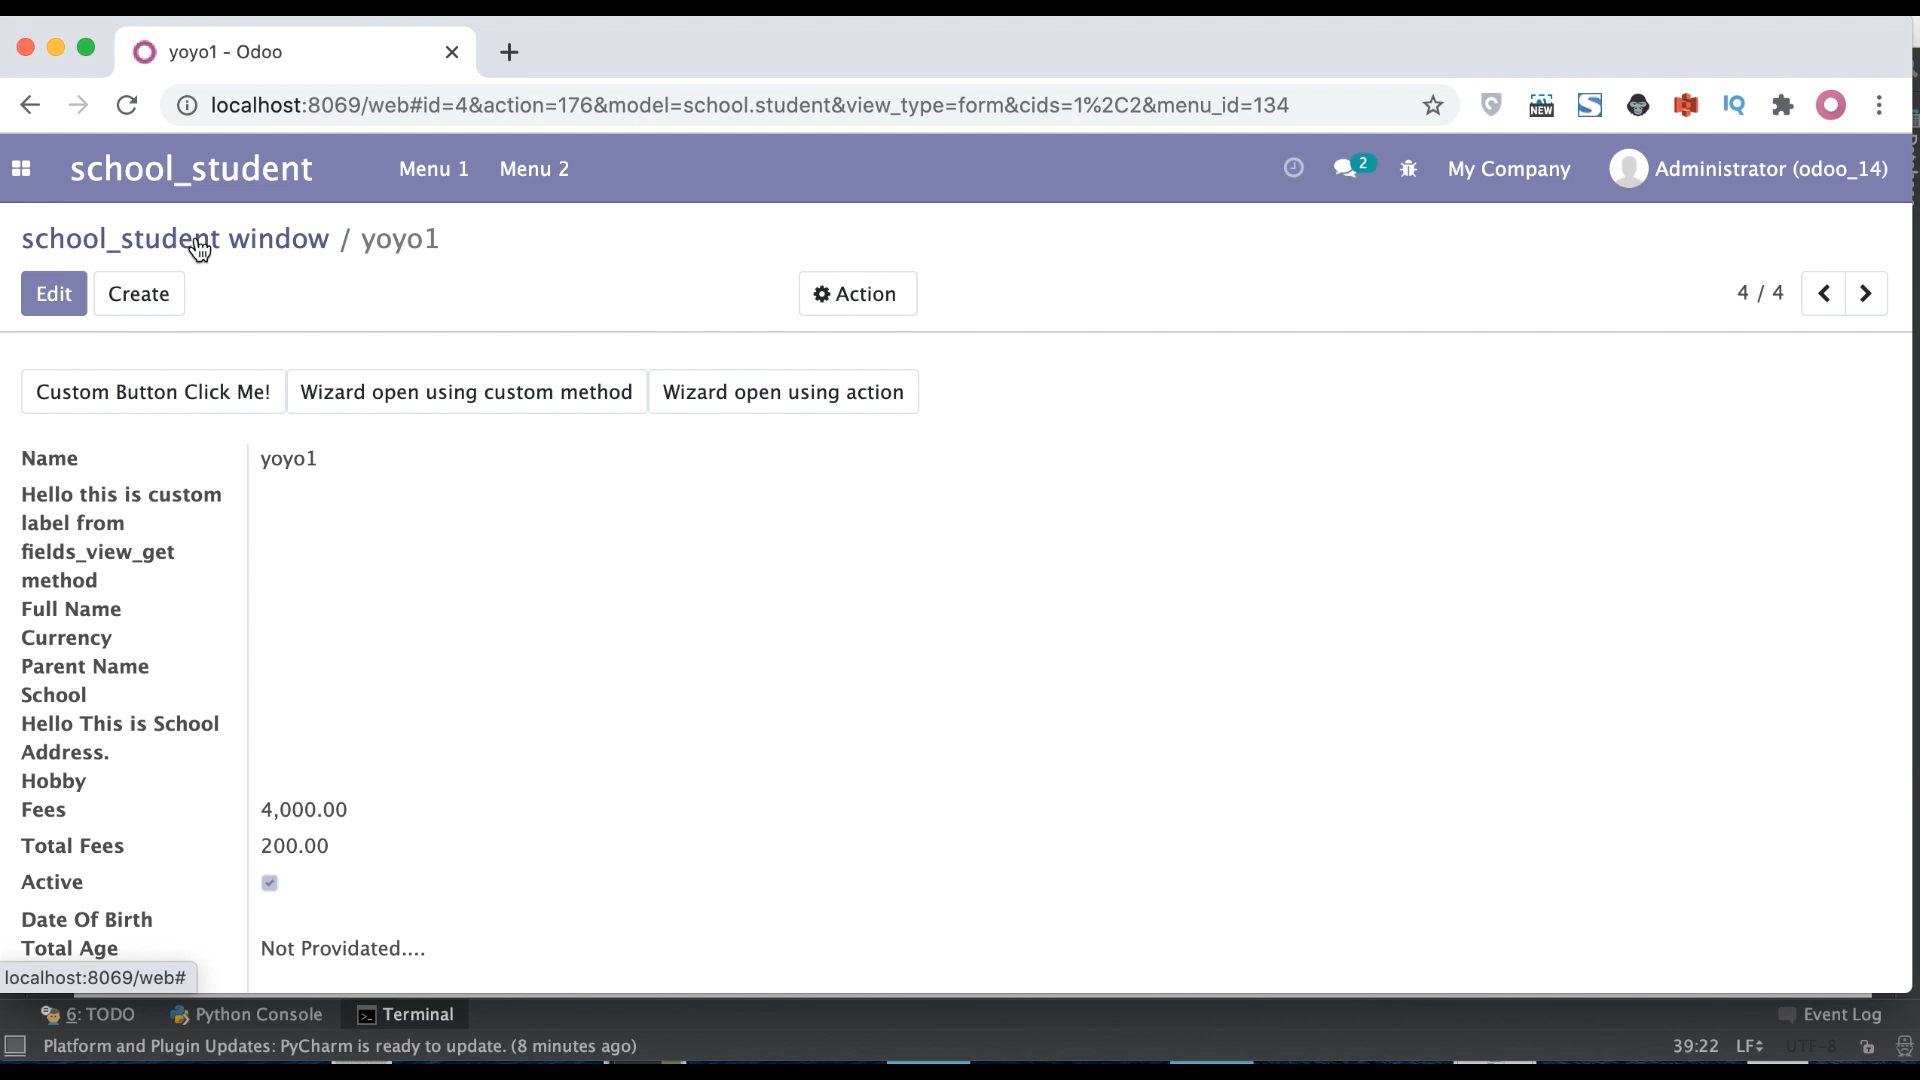 yoyo1 - Odoo
localhost:8069/web#id=4&action=176&model=school.student&view_type=form&cids=1%2C2&menu_id=134
NEW
IQ
school_student Menu 1 Menu 2 2 My Company Administrator (odoo_14)
school_student window / yoyo1
Edit Create Action 4 / 4
Custom Button Click Me! Wizard open using custom method Wizard open using action
Name yoyo1
Hello this is custom
label from
fields_view_get
method
Full Name
Currency
Parent Name
School
Hello This is School
Address.
Hobby
Fees 4,000.00
Total Fees 200.00
Active
Date Of Birth
Total Age Not Providated....
localhost:8069/web#
6: TODO Python Console Terminal Event Log
Platform and Plugin Updates: PyCharm is ready to update. (8 minutes ago) 39:22 LF UTF-8